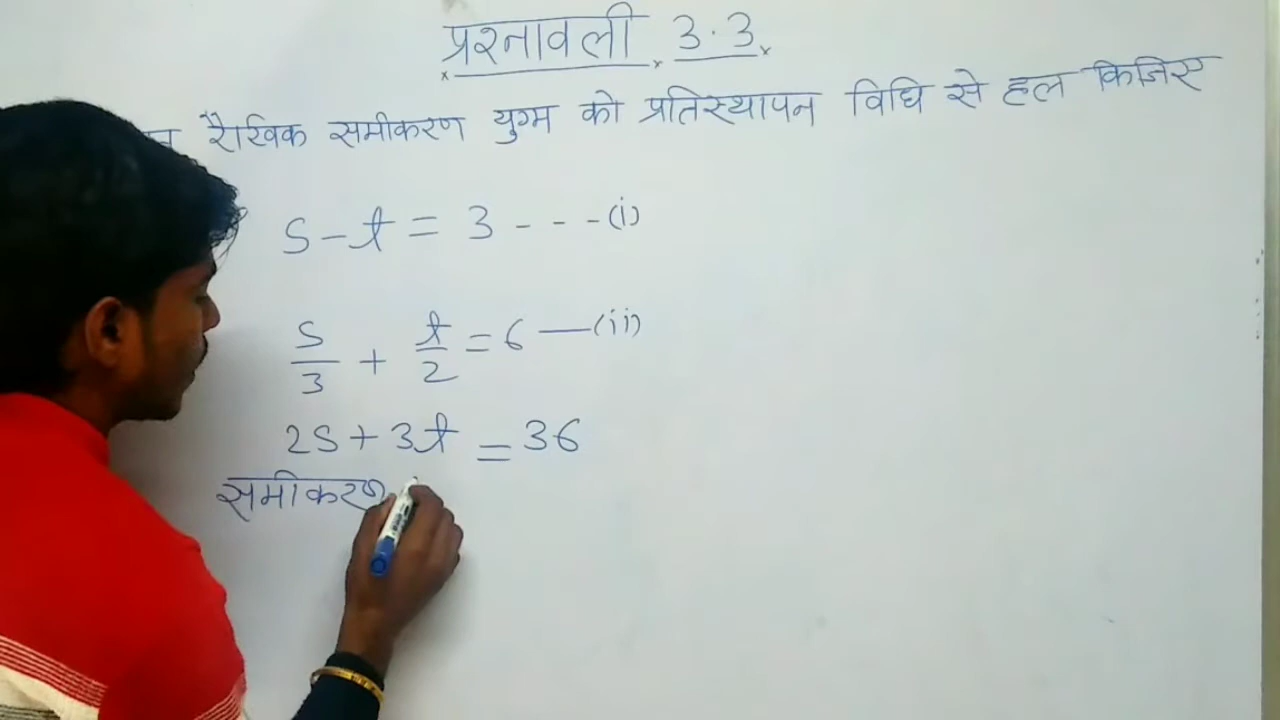 प्रश्नावली 3.3
रैखिक समीकरण युग्म को प्रतिस्थापन विधि से हल किजिए
s-t = 3 - - - (i)
s/3 + t/2 = 6 — (ii)
2s + 3t = 36
समीकरण